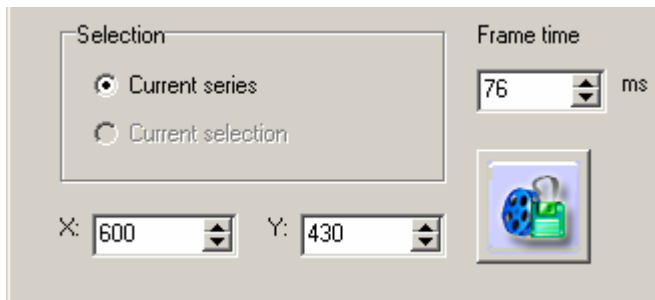 Selection
Frame time
Current series
76 ms
Current selection
X: 600 Y: 430